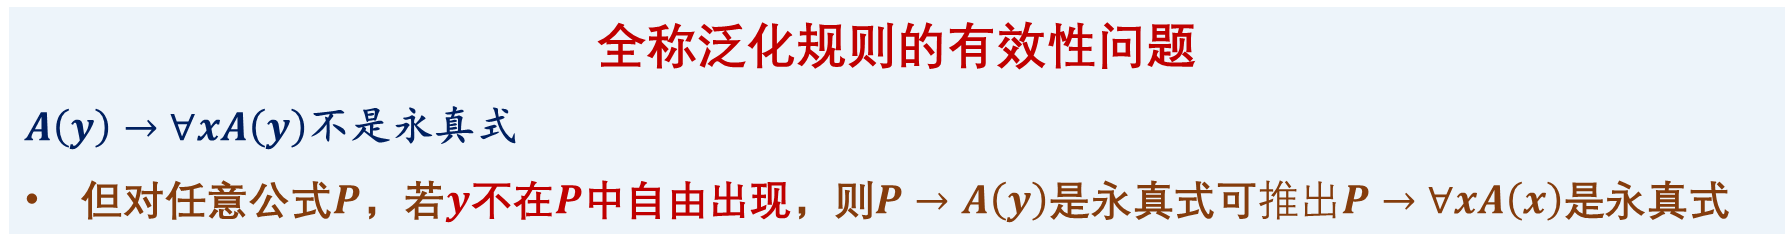 全称泛化规则的有效性问题
A(y) → ∀xA(y)不是永真式
• 但对任意公式P，若y不在P中自由出现，则P → A(y)是永真式可推出P → ∀xA(x)是永真式